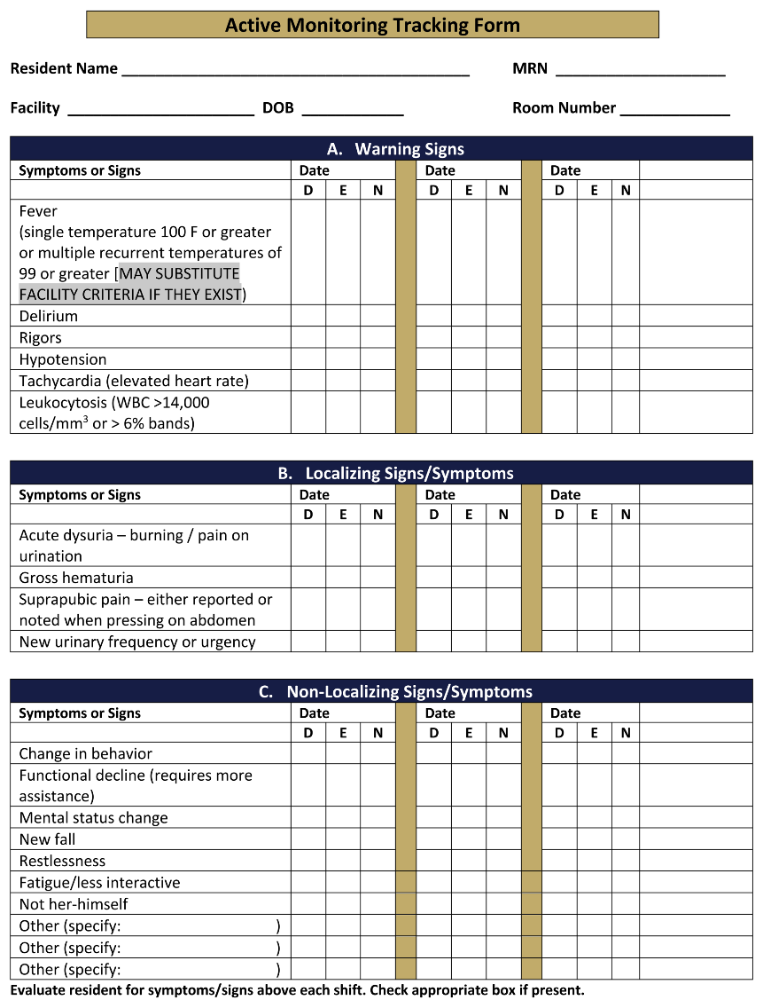 Active Monitoring Tracking Form
Resident Name ________________________ MRN ____________
Facility ____________ DOB ________ Room Number ________
A. Warning Signs
Symptoms or Signs Date Date Date
D E N D E N D E N
Fever
(single temperature 100 F or greater
or multiple recurrent temperatures of
99 or greater [MAY SUBSTITUTE
FACILITY CRITERIA IF THEY EXIST)
Delirium
Rigors
Hypotension
Tachycardia (elevated heart rate)
Leukocytosis (WBC >14,000
cells/mm³ or > 6% bands)
B. Localizing Signs/Symptoms
Symptoms or Signs Date Date Date
D E N D E N D E N
Acute dysuria – burning / pain on
urination
Gross hematuria
Suprapubic pain – either reported or
noted when pressing on abdomen
New urinary frequency or urgency
C. Non-Localizing Signs/Symptoms
Symptoms or Signs Date Date Date
D E N D E N D E N
Change in behavior
Functional decline (requires more
assistance)
Mental status change
New fall
Restlessness
Fatigue/less interactive
Not her-himself
Other (specify: )
Other (specify: )
Other (specify: )
Evaluate resident for symptoms/signs above each shift. Check appropriate box if present.